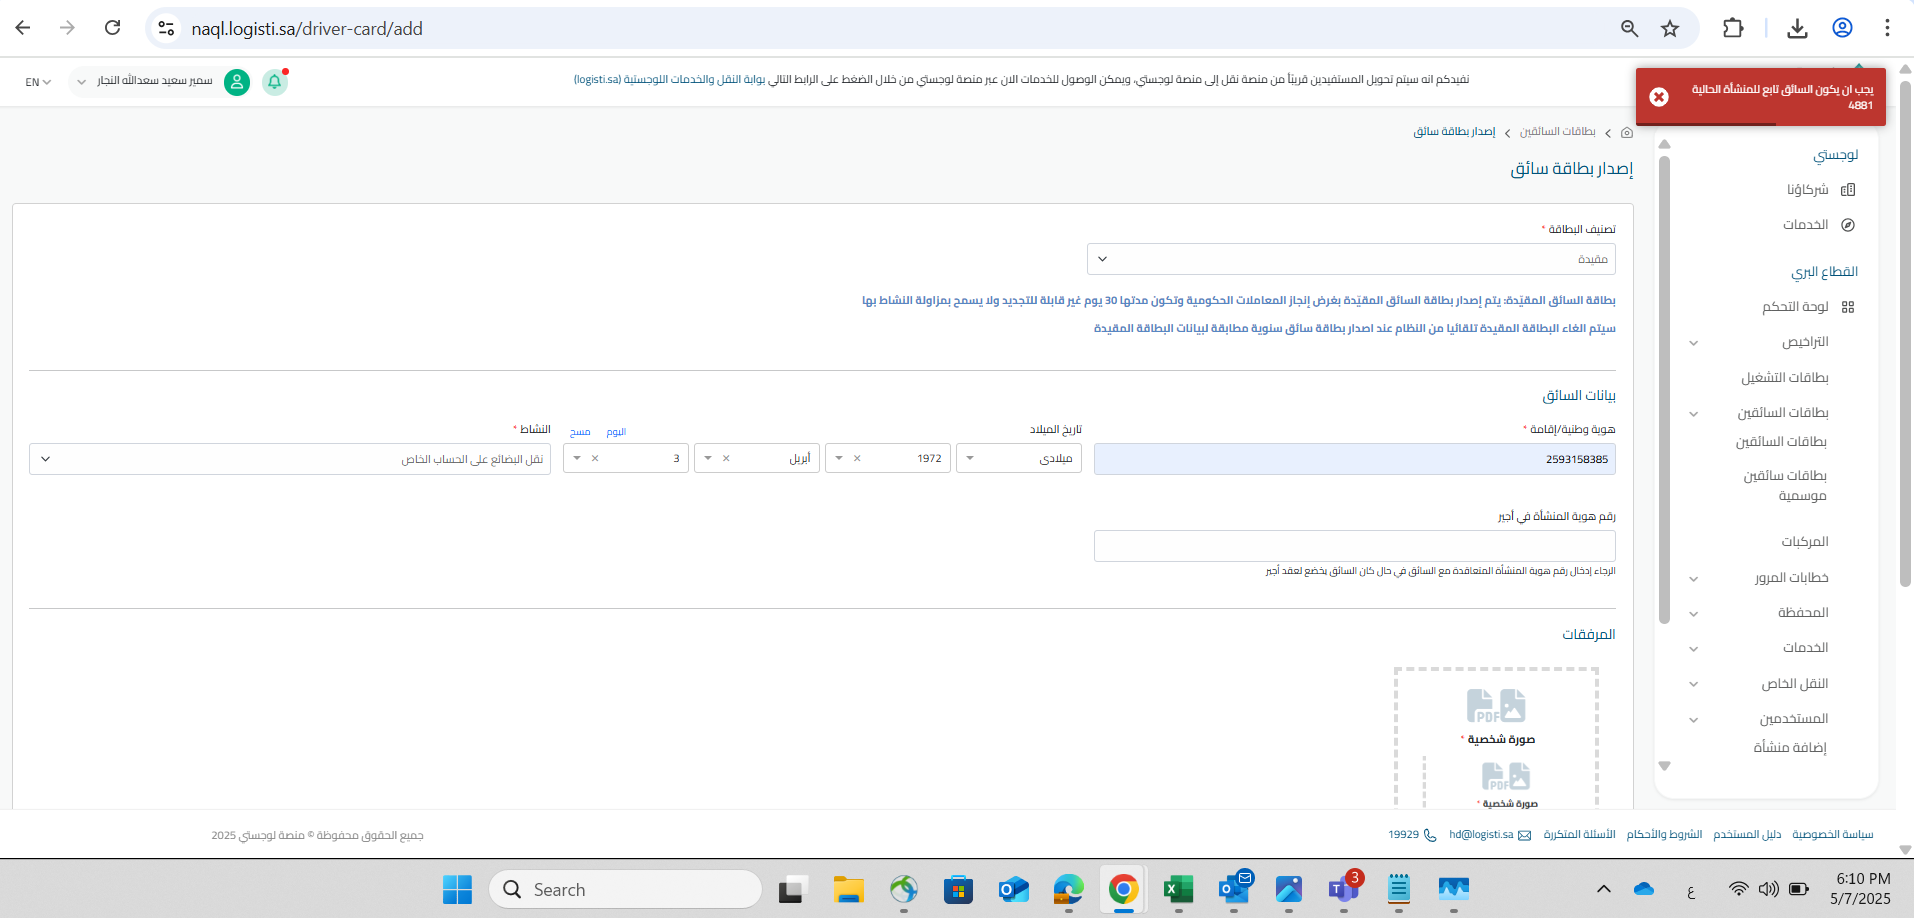 naql.logisti.sa/driver-card/add
نفيدكم انه سيتم تحويل المستفيدين قريبًا من منصة نقل إلى منصة لوجستي، ويمكن الوصول للخدمات الان عبر منصة لوجستي من خلال الضغط على الرابط التالي بوابة النقل والخدمات اللوجستية (logisti.sa)
سمير سعيد سعدالله النجار
EN
يجب ان يكون السائق تابع للمنشأة الحالية
4881
بطاقات السائقين
إصدار بطاقة سائق
إصدار بطاقة سائق
لوجستي
شركاؤنا
الخدمات
القطاع البري
لوحة التحكم
التراخيص
بطاقات التشغيل
بطاقات السائقين
بطاقات السائقين
بطاقات سائقين
موسمية
المركبات
خطابات المرور
المحفظة
الخدمات
النقل الخاص
المستخدمين
إضافة منشأة
تصنيف البطاقة *
مقيدة
بطاقة السائق المقيّدة: يتم إصدار بطاقة السائق المقيّدة بغرض إنجاز المعاملات الحكومية وتكون مدتها 30 يوم غير قابلة للتجديد ولا يسمح بمزاولة النشاط بها
سيتم الغاء البطاقة المقيدة تلقائيا من النظام عند اصدار بطاقة سائق سنوية مطابقة لبيانات البطاقة المقيدة
بيانات السائق
هوية وطنية/إقامة *
2593158385
تاريخ الميلاد
اليوم
مسح
ميلادي
1972
أبريل
3
النشاط *
نقل البضائع على الحساب الخاص
رقم هوية المنشأة في أجير
الرجاء إدخال رقم هوية المنشأة المتعاقدة مع السائق في حال كان السائق يخضع لعقد أجير
المرفقات
PDF
صورة شخصية *
PDF
صورة شخصية *
سياسة الخصوصية
دليل المستخدم
الشروط والأحكام
الأسئلة المتكررة
hd@logisti.sa
19929
جميع الحقوق محفوظة © منصة لوجستي 2025
Search
3
ع
6:10 PM
5/7/2025